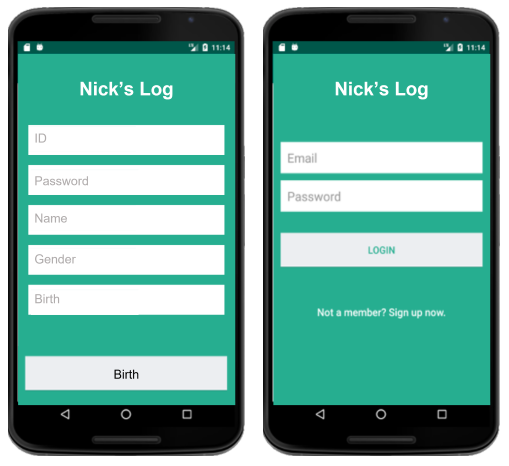 11:14
Nick's Log
ID
Password
Name
Gender
Birth
Birth
11:14
Nick's Log
Email
Password
LOGIN
Not a member? Sign up now.